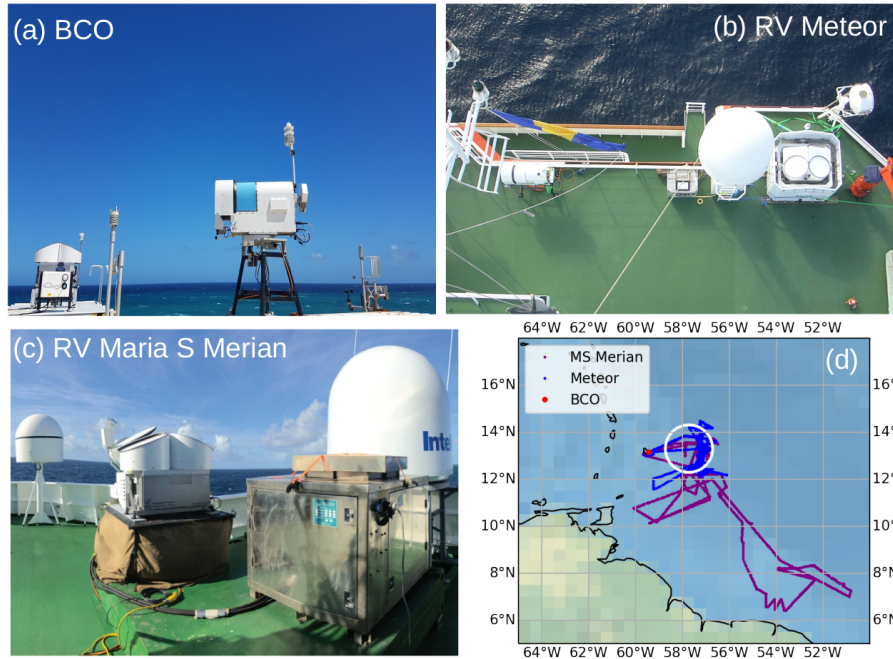 (a) BCO
(b) RV Meteor
(c) RV Maria S Merian
Intel
(d)
64°W 62°W 60°W 58°W 56°W 54°W 52°W
MS Merian
Meteor
BCO
16°N 16°N
14°N 14°N
12°N 12°N
10°N 10°N
8°N 8°N
6°N 6°N
64°W 62°W 60°W 58°W 56°W 54°W 52°W